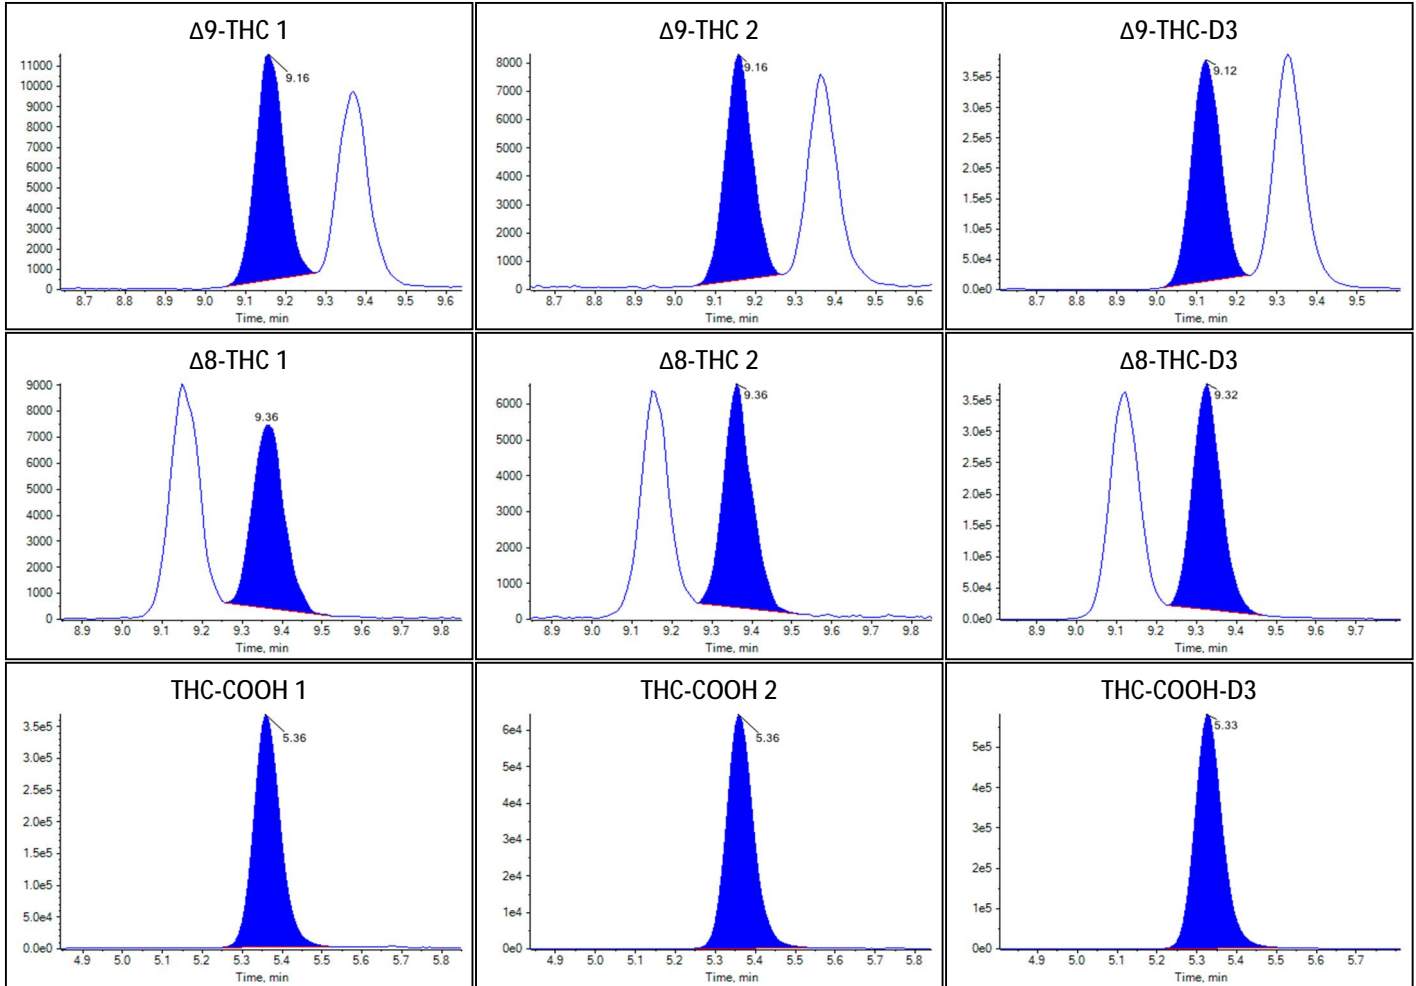 Δ9-THC 1
11000
10000
9000
8000
7000
6000
5000
4000
3000
2000
1000
0
9.16
8.7 8.8 8.9 9.0 9.1 9.2 9.3 9.4 9.5 9.6
Time, min
Δ9-THC 2
8000
7000
6000
5000
4000
3000
2000
1000
0
9.16
8.7 8.8 8.9 9.0 9.1 9.2 9.3 9.4 9.5 9.6
Time, min
Δ9-THC-D3
3.5e5
3.0e5
2.5e5
2.0e5
1.5e5
1.0e5
5.0e4
0.0e0
9.12
8.7 8.8 8.9 9.0 9.1 9.2 9.3 9.4 9.5
Time, min
Δ8-THC 1
9000
8000
7000
6000
5000
4000
3000
2000
1000
0
9.36
8.9 9.0 9.1 9.2 9.3 9.4 9.5 9.6 9.7 9.8
Time, min
Δ8-THC 2
6000
5000
4000
3000
2000
1000
0
9.36
8.9 9.0 9.1 9.2 9.3 9.4 9.5 9.6 9.7 9.8
Time, min
Δ8-THC-D3
3.5e5
3.0e5
2.5e5
2.0e5
1.5e5
1.0e5
5.0e4
0.0e0
9.32
8.9 9.0 9.1 9.2 9.3 9.4 9.5 9.6 9.7
Time, min
THC-COOH 1
3.5e5
3.0e5
2.5e5
2.0e5
1.5e5
1.0e5
5.0e4
0.0e0
5.36
4.9 5.0 5.1 5.2 5.3 5.4 5.5 5.6 5.7 5.8
Time, min
THC-COOH 2
6e4
5e4
4e4
3e4
2e4
1e4
0e0
5.36
4.9 5.0 5.1 5.2 5.3 5.4 5.5 5.6 5.7 5.8
Time, min
THC-COOH-D3
5e5
4e5
3e5
2e5
1e5
0e0
5.33
4.9 5.0 5.1 5.2 5.3 5.4 5.5 5.6 5.7
Time, min